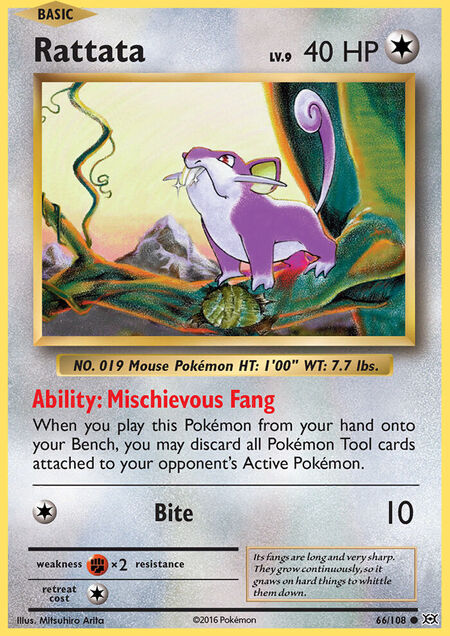 BASIC
Rattata LV.9 40 HP
NO. 019 Mouse Pokémon HT: 1'00" WT: 7.7 lbs.
Ability: Mischievous Fang
When you play this Pokémon from your hand onto
your Bench, you may discard all Pokémon Tool cards
attached to your opponent's Active Pokémon.
Bite 10
weakness ×2 resistance
retreat
cost
Its fangs are long and very sharp.
They grow continuously, so it
gnaws on hard things to whittle
them down.
Illus. Mitsuhiro Arita ©2016 Pokémon 66/108